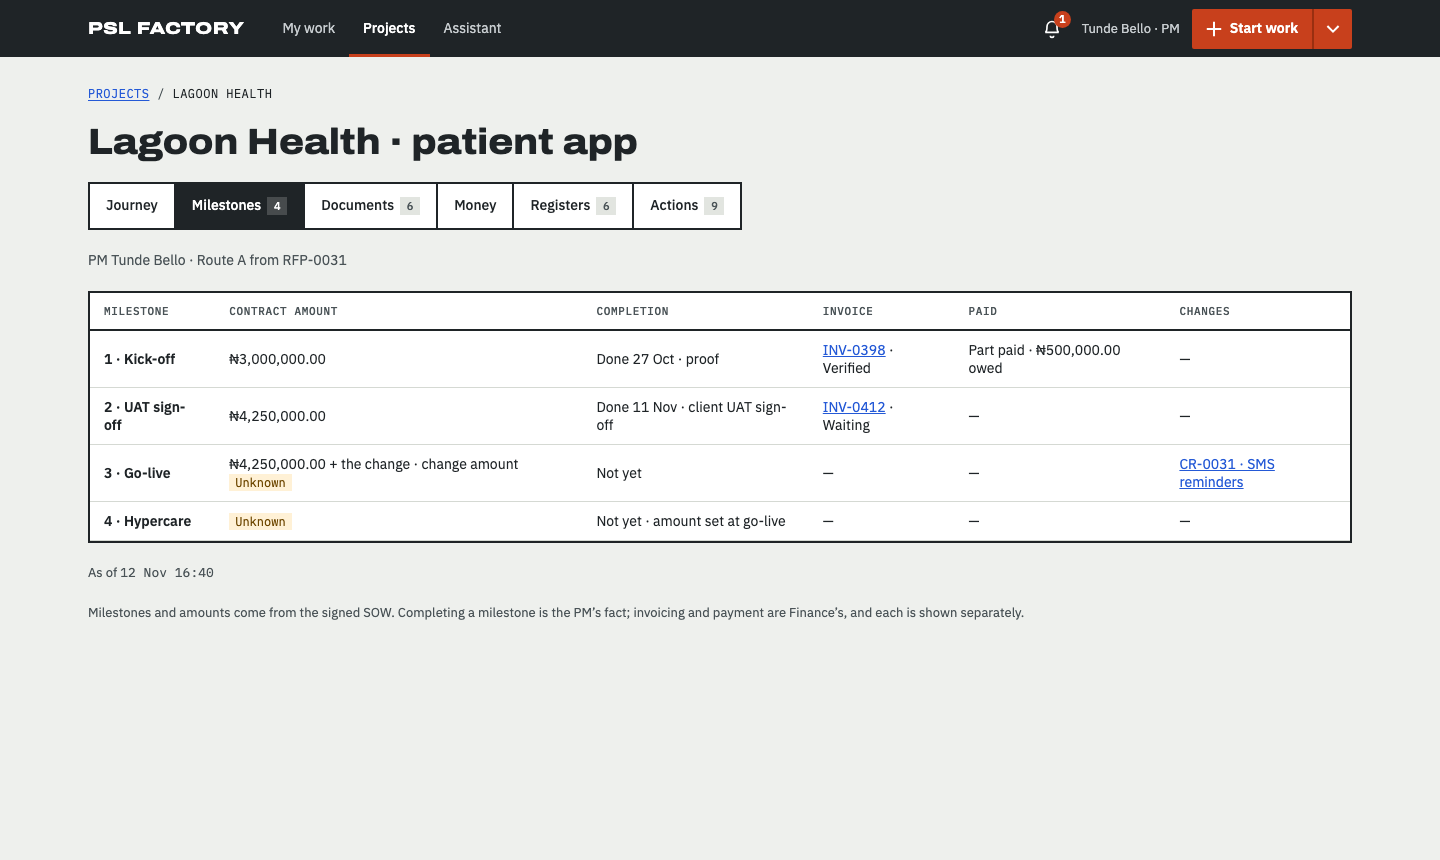 PSL FACTORY
My work
Projects
Assistant
1
Tunde Bello · PM
Start work
PROJECTS / LAGOON HEALTH
Lagoon Health · patient app
Journey
Milestones 4
Documents 6
Money
Registers 6
Actions 9
PM Tunde Bello · Route A from RFP-0031
MILESTONE
CONTRACT AMOUNT
COMPLETION
INVOICE
PAID
CHANGES
1 · Kick-off
₦3,000,000.00
Done 27 Oct · proof
INV-0398 ·
Verified
Part paid · ₦500,000.00
owed
—
2 · UAT sign-
off
₦4,250,000.00
Done 11 Nov · client UAT sign-
off
INV-0412 ·
Waiting
—
—
3 · Go-live
₦4,250,000.00 + the change · change amount
Unknown
Not yet
—
—
CR-0031 · SMS
reminders
4 · Hypercare
Unknown
Not yet · amount set at go-live
—
—
—
As of 12 Nov 16:40
Milestones and amounts come from the signed SOW. Completing a milestone is the PM’s fact; invoicing and payment are Finance’s, and each is shown separately.